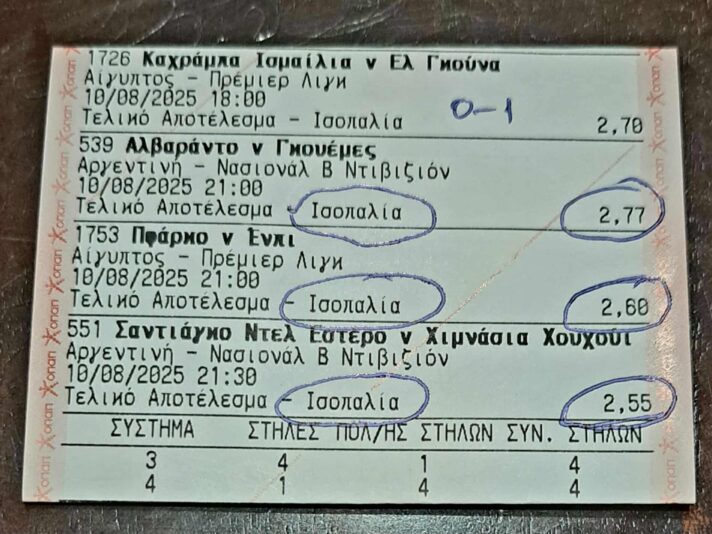 1726 Καχράμπα Ισμαίλια v Ελ Γκούνα
Αίγυπτος - Πρέμιερ Λιγκ
10/08/2025 18:00
0-1
Τελικό Αποτέλεσμα - Ισοπαλία 2,70
539 Αλβαράντο v Γκουέμες
Αργεντινή - Νασιονάλ Β Ντιβιζιόν
10/08/2025 21:00
Τελικό Αποτέλεσμα - Ισοπαλία 2,77
1753 Πφάρκο v Ένπι
Αίγυπτος - Πρέμιερ Λιγκ
10/08/2025 21:00
Τελικό Αποτέλεσμα - Ισοπαλία 2,60
551 Σαντιάγκο Ντελ Εστέρο v Χιμνάσια Χουχούι
Αργεντινή - Νασιονάλ Β Ντιβιζιόν
10/08/2025 21:30
Τελικό Αποτέλεσμα - Ισοπαλία 2,55
ΣΥΣΤΗΜΑ ΣΤΗΛΕΣ ΠΟΛ/ΗΣ ΣΤΗΛΩΝ ΣΥΝ. ΣΤΗΛΩΝ
3 4 1 4
4 1 4 4